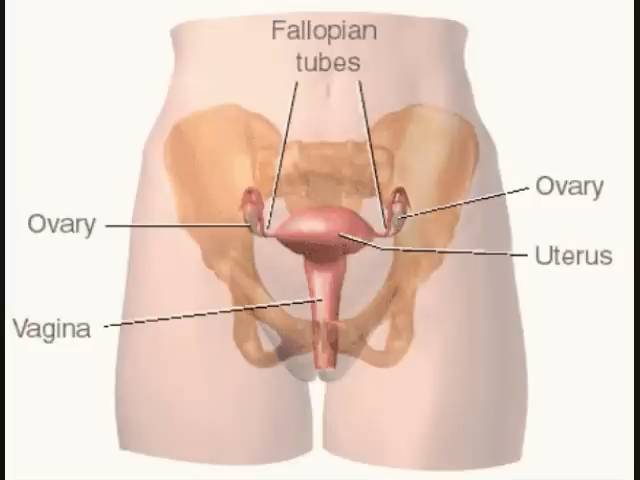 Fallopian
tubes
Ovary
Ovary
Uterus
Vagina